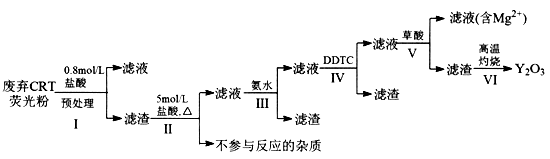 废弃CRT
荧光粉
0.8mol/L
盐酸
预处理
I
滤液
滤渣
5mol/L
盐酸,△
II
滤液
不参与反应的杂质
氨水
III
滤液
滤渣
DDTC
IV
滤液
滤渣
草酸
V
滤液(含Mg²⁺)
滤渣
高温
灼烧
VI
Y₂O₃